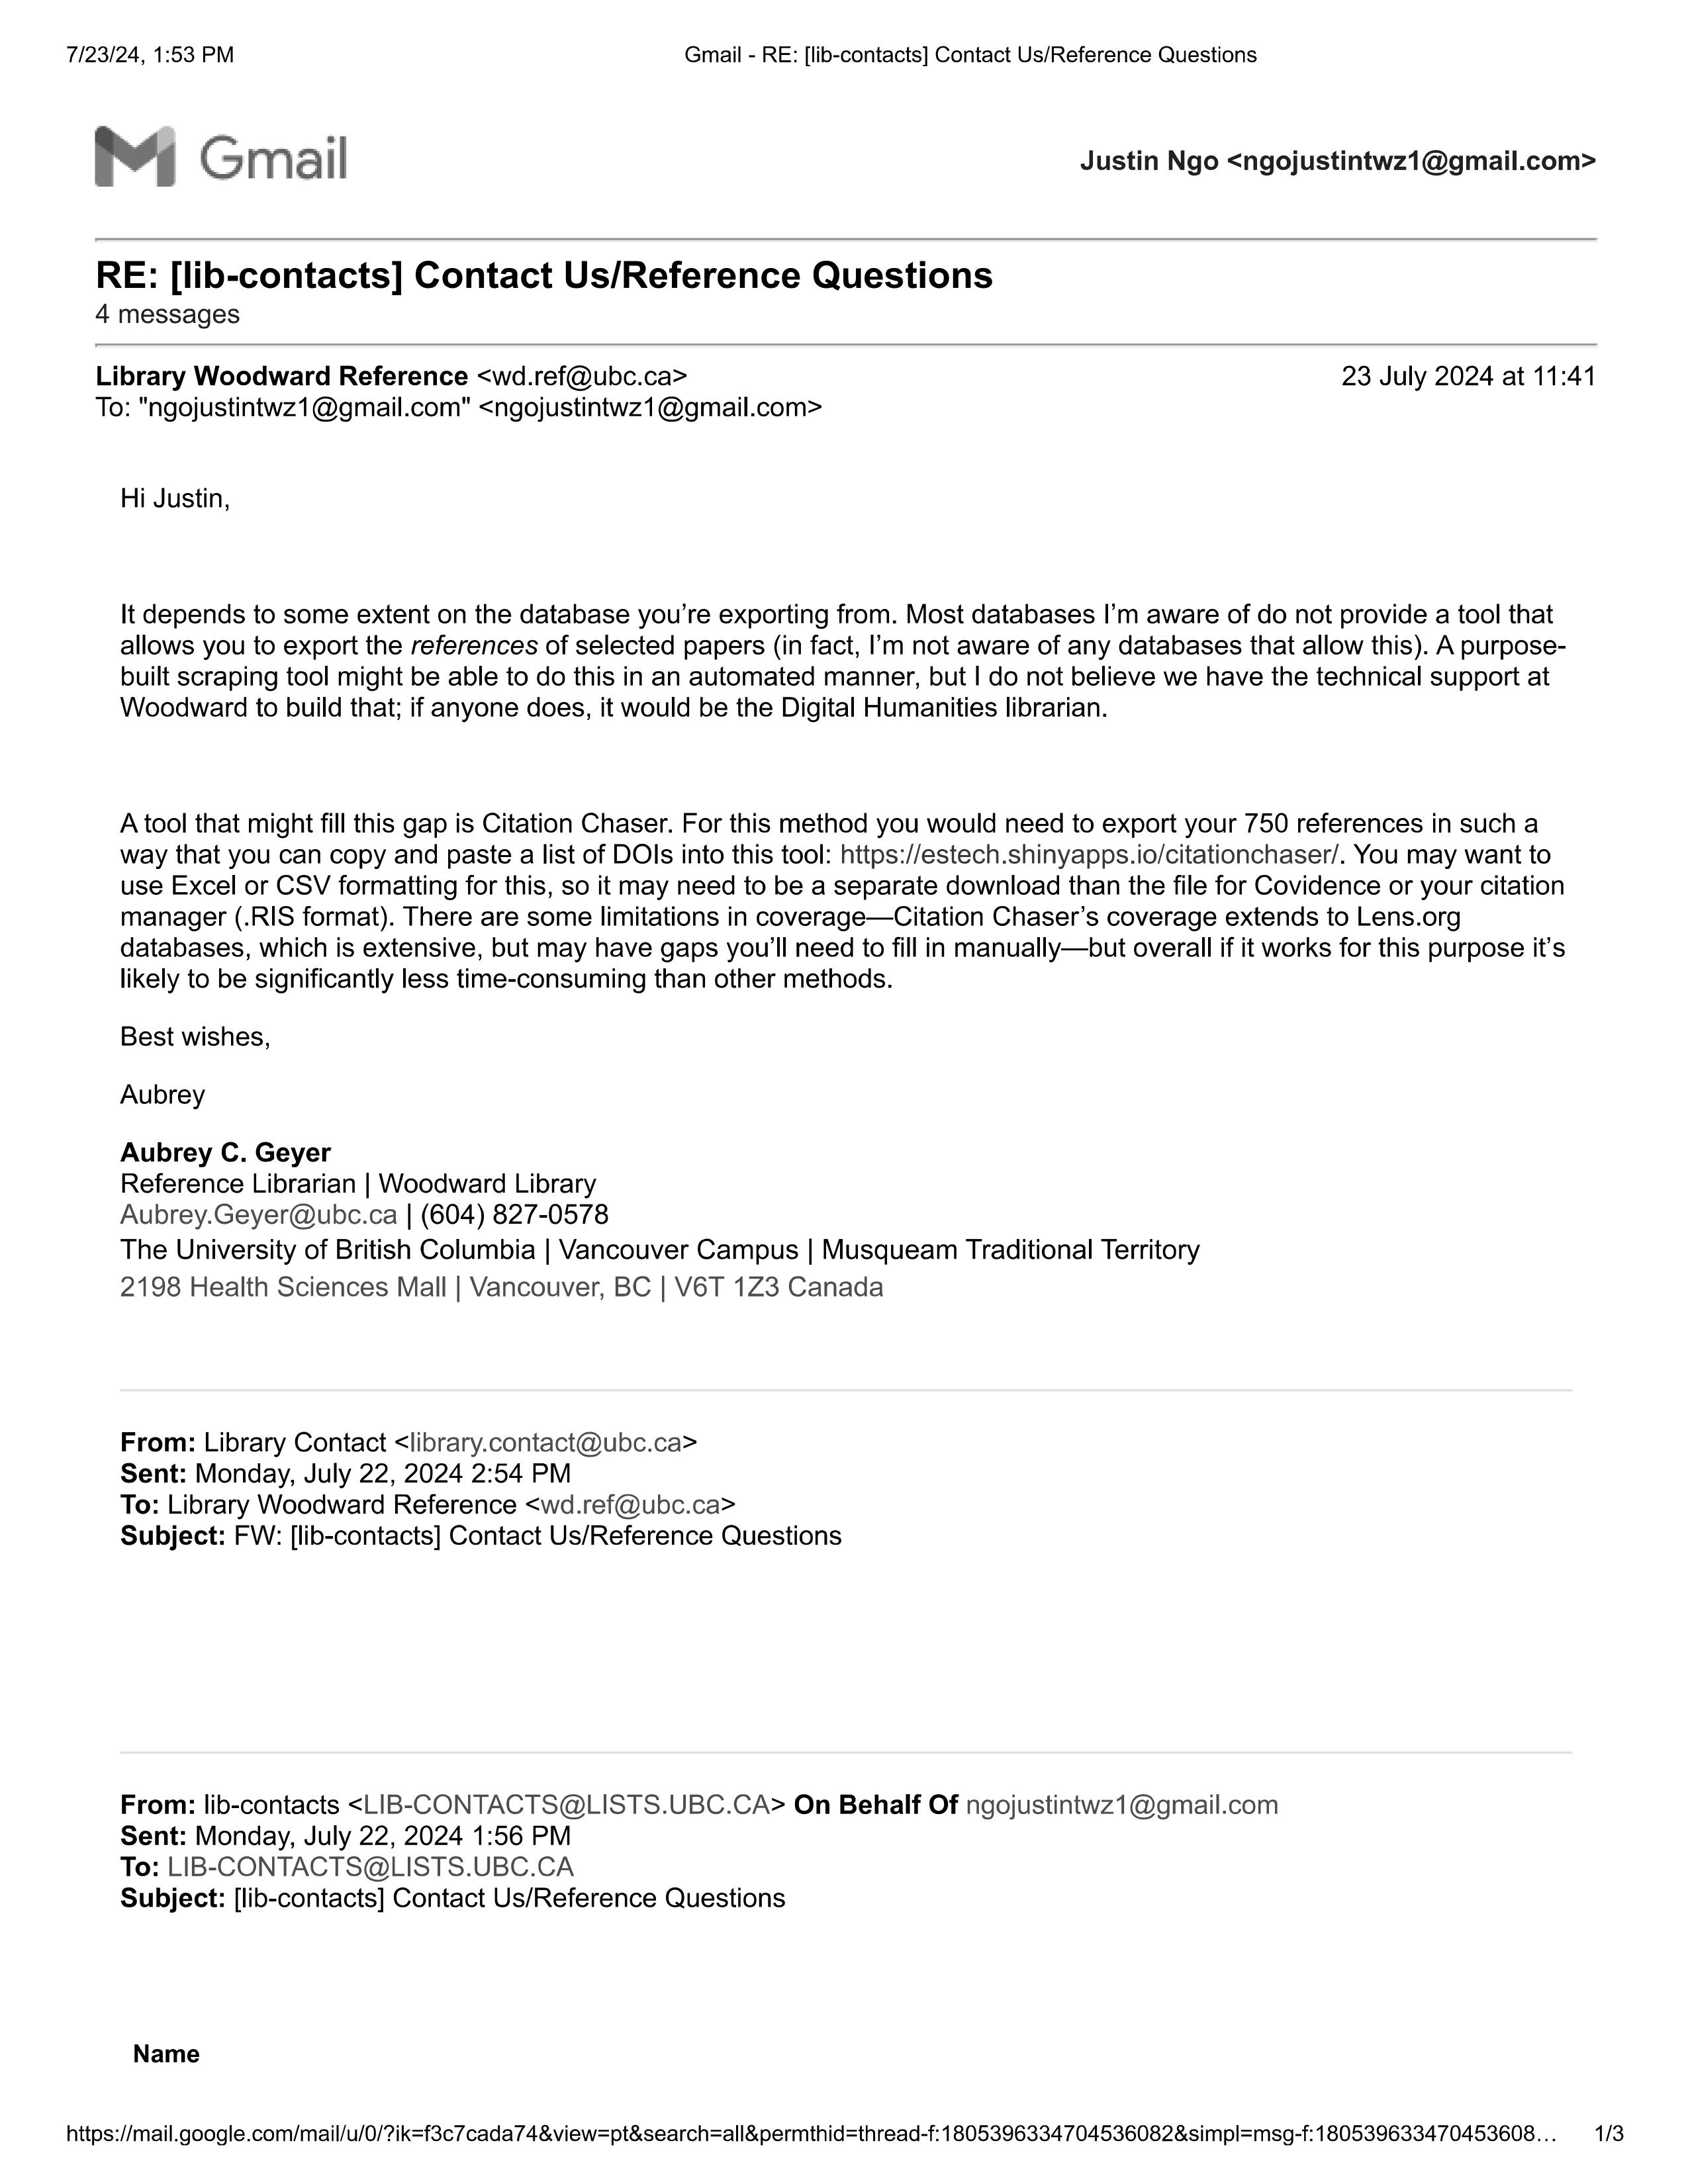 7/23/24, 1:53 PM
Gmail - RE: [lib-contacts] Contact Us/Reference Questions
Gmail
Justin Ngo <ngojustintwz1@gmail.com>
RE: [lib-contacts] Contact Us/Reference Questions
4 messages
Library Woodward Reference <wd.ref@ubc.ca>
23 July 2024 at 11:41
To: "ngojustintwz1@gmail.com" <ngojustintwz1@gmail.com>
Hi Justin,
It depends to some extent on the database you’re exporting from. Most databases I’m aware of do not provide a tool that
allows you to export the references of selected papers (in fact, I’m not aware of any databases that allow this). A purpose-
built scraping tool might be able to do this in an automated manner, but I do not believe we have the technical support at
Woodward to build that; if anyone does, it would be the Digital Humanities librarian.
A tool that might fill this gap is Citation Chaser. For this method you would need to export your 750 references in such a
way that you can copy and paste a list of DOIs into this tool: https://estech.shinyapps.io/citationchaser/. You may want to
use Excel or CSV formatting for this, so it may need to be a separate download than the file for Covidence or your citation
manager (.RIS format). There are some limitations in coverage—Citation Chaser’s coverage extends to Lens.org
databases, which is extensive, but may have gaps you’ll need to fill in manually—but overall if it works for this purpose it’s
likely to be significantly less time-consuming than other methods.
Best wishes,
Aubrey
Aubrey C. Geyer
Reference Librarian | Woodward Library
Aubrey.Geyer@ubc.ca | (604) 827-0578
The University of British Columbia | Vancouver Campus | Musqueam Traditional Territory
2198 Health Sciences Mall | Vancouver, BC | V6T 1Z3 Canada
From: Library Contact <library.contact@ubc.ca>
Sent: Monday, July 22, 2024 2:54 PM
To: Library Woodward Reference <wd.ref@ubc.ca>
Subject: FW: [lib-contacts] Contact Us/Reference Questions
From: lib-contacts <LIB-CONTACTS@LISTS.UBC.CA> On Behalf Of ngojustintwz1@gmail.com
Sent: Monday, July 22, 2024 1:56 PM
To: LIB-CONTACTS@LISTS.UBC.CA
Subject: [lib-contacts] Contact Us/Reference Questions
Name
https://mail.google.com/mail/u/0/?ik=f3c7cada74&view=pt&search=all&permthid=thread-f:1805396334704536082&simpl=msg-f:180539633470453608…
1/3